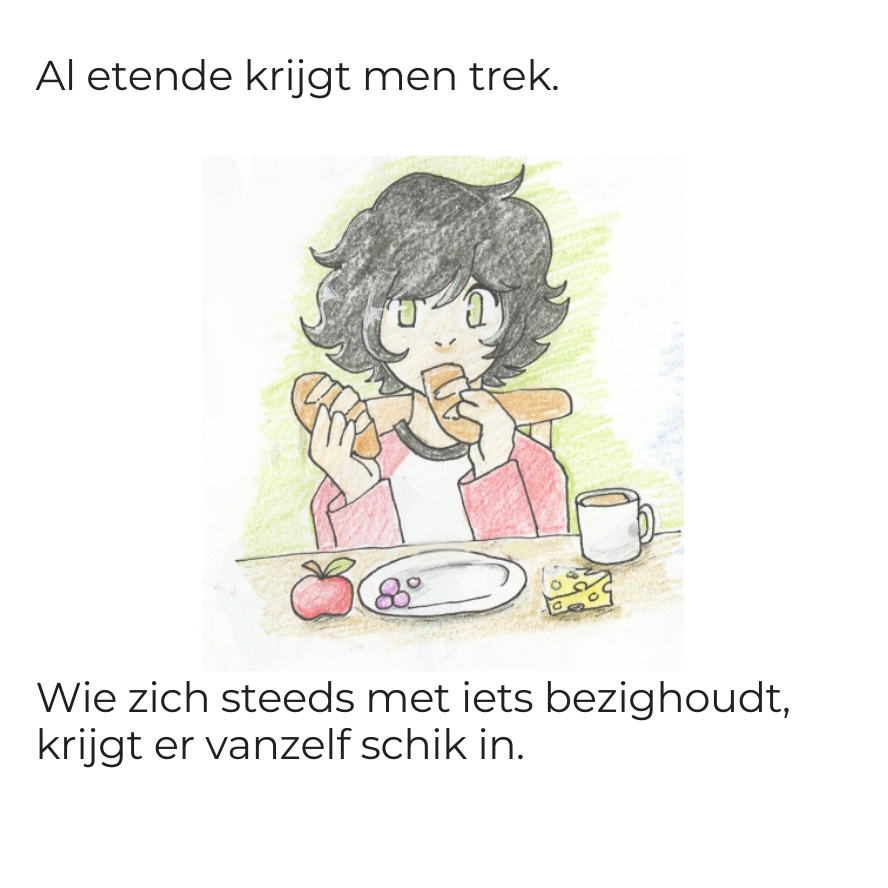 Al etende krijgt men trek.
Wie zich steeds met iets bezighoudt,
krijgt er vanzelf schik in.